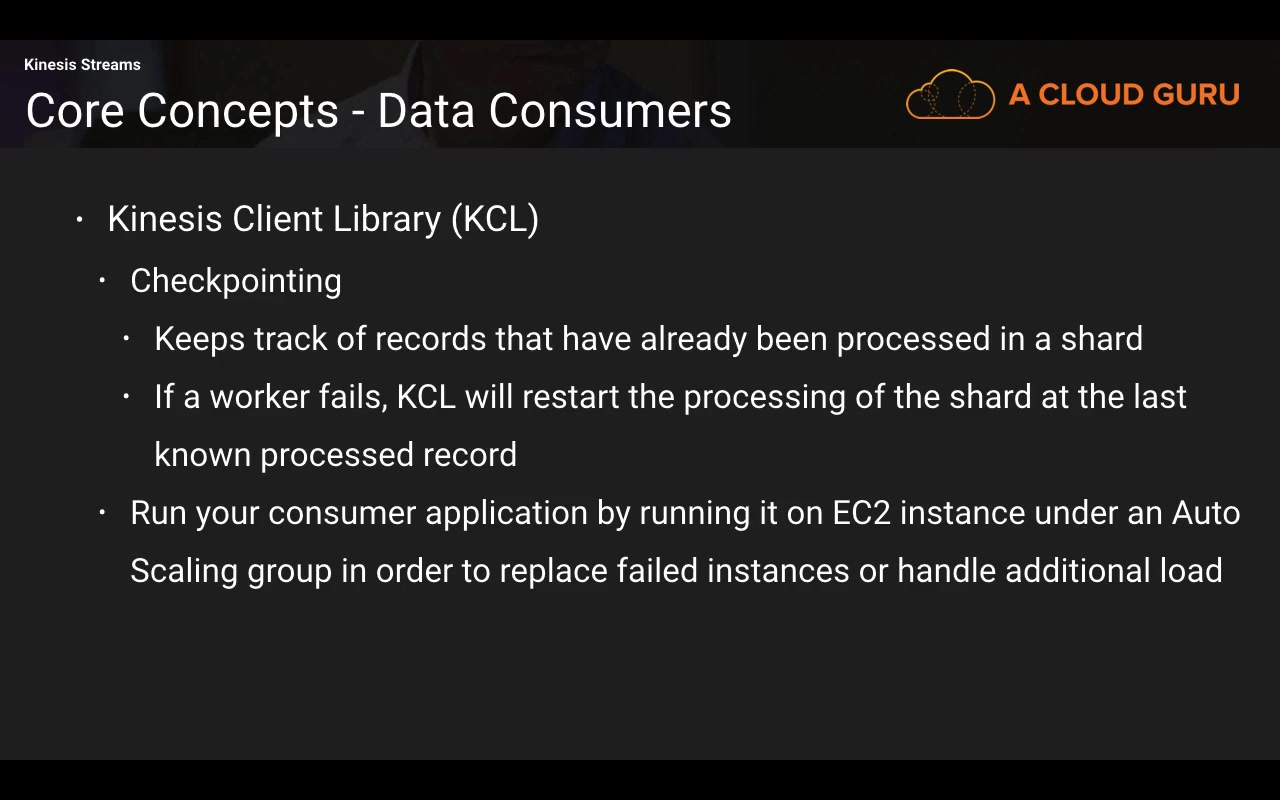 Kinesis Streams
Core Concepts - Data Consumers
A CLOUD GURU
· Kinesis Client Library (KCL)
· Checkpointing
· Keeps track of records that have already been processed in a shard
· If a worker fails, KCL will restart the processing of the shard at the last
known processed record
· Run your consumer application by running it on EC2 instance under an Auto
Scaling group in order to replace failed instances or handle additional load